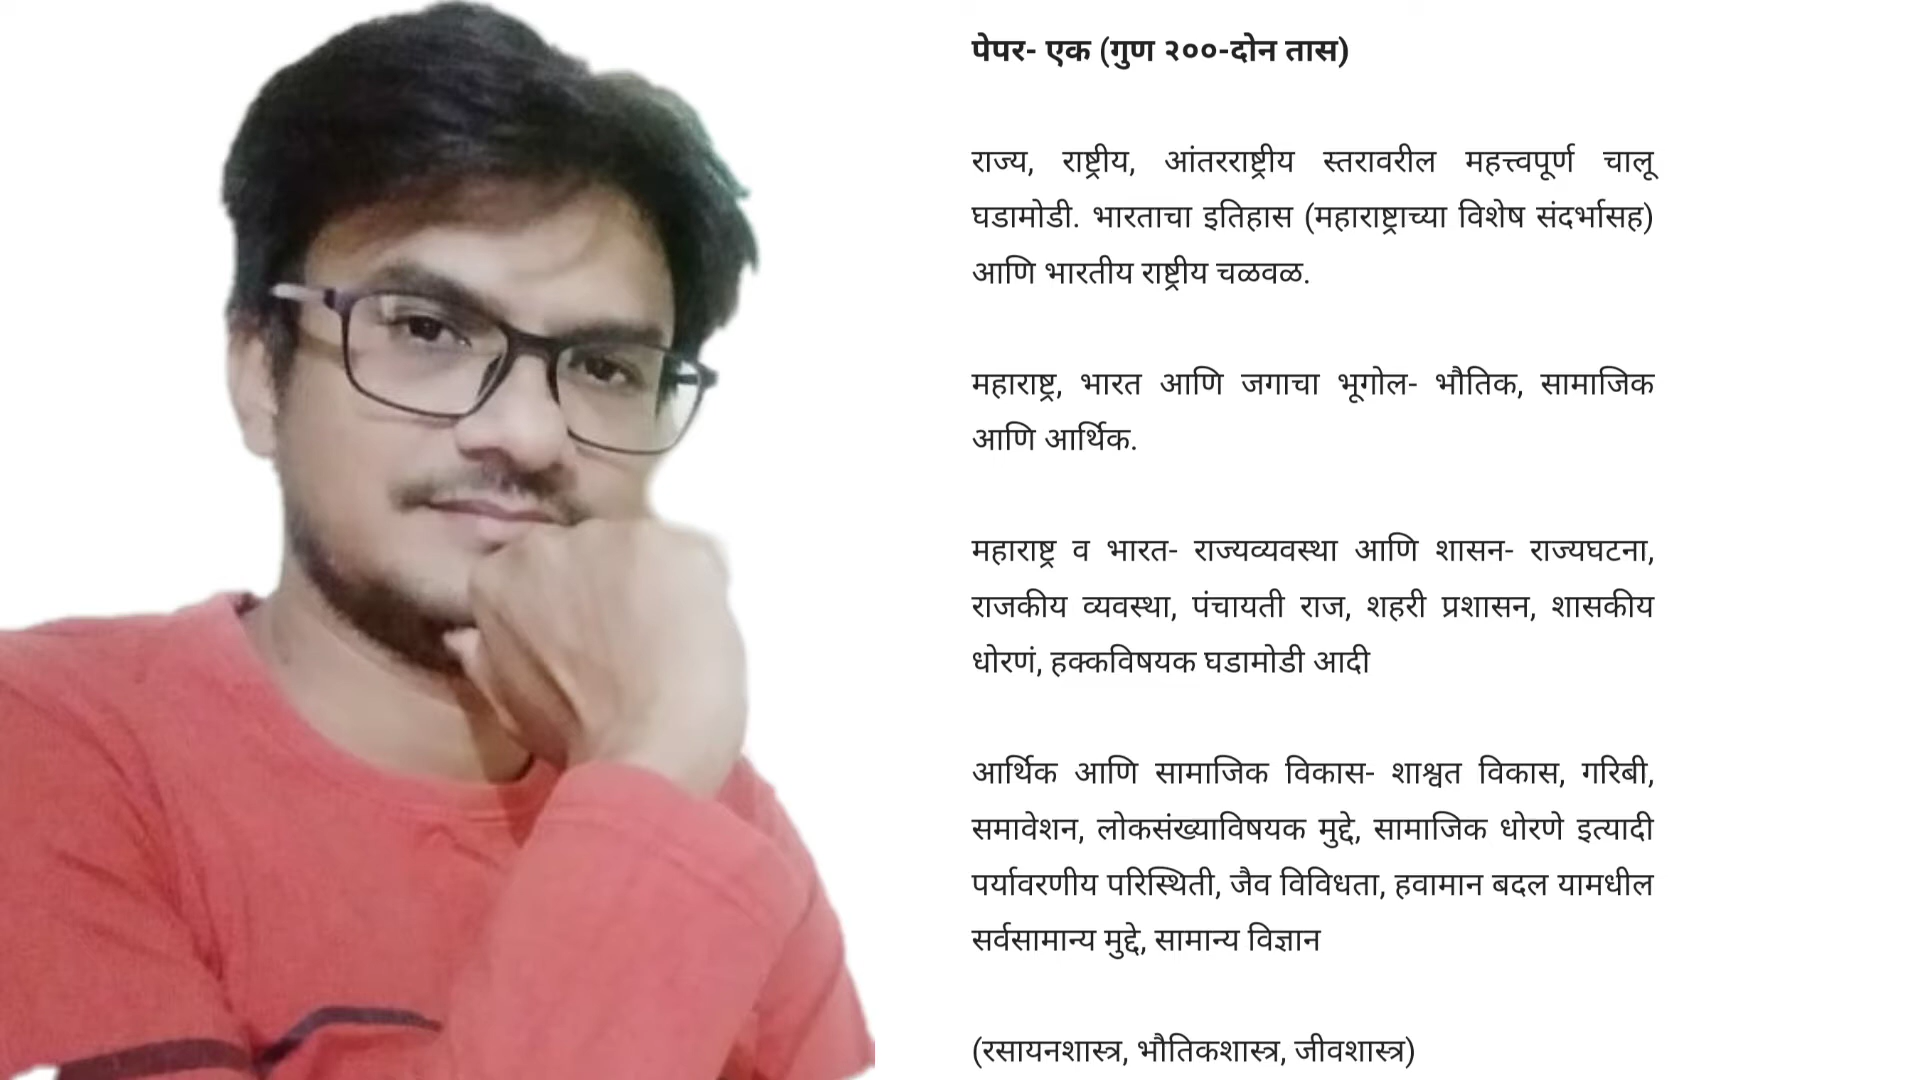 पेपर- एक (गुण २००-दोन तास)
राज्य, राष्ट्रीय, आंतरराष्ट्रीय स्तरावरील महत्त्वपूर्ण चालू
घडामोडी. भारताचा इतिहास (महाराष्ट्राच्या विशेष संदर्भासह)
आणि भारतीय राष्ट्रीय चळवळ.
महाराष्ट्र, भारत आणि जगाचा भूगोल- भौतिक, सामाजिक
आणि आर्थिक.
महाराष्ट्र व भारत- राज्यव्यवस्था आणि शासन- राज्यघटना,
राजकीय व्यवस्था, पंचायती राज, शहरी प्रशासन, शासकीय
धोरणं, हक्कविषयक घडामोडी आदी
आर्थिक आणि सामाजिक विकास- शाश्वत विकास, गरिबी,
समावेशन, लोकसंख्याविषयक मुद्दे, सामाजिक धोरणे इत्यादी
पर्यावरणीय परिस्थिती, जैव विविधता, हवामान बदल यामधील
सर्वसामान्य मुद्दे, सामान्य विज्ञान
(रसायनशास्त्र, भौतिकशास्त्र, जीवशास्त्र)